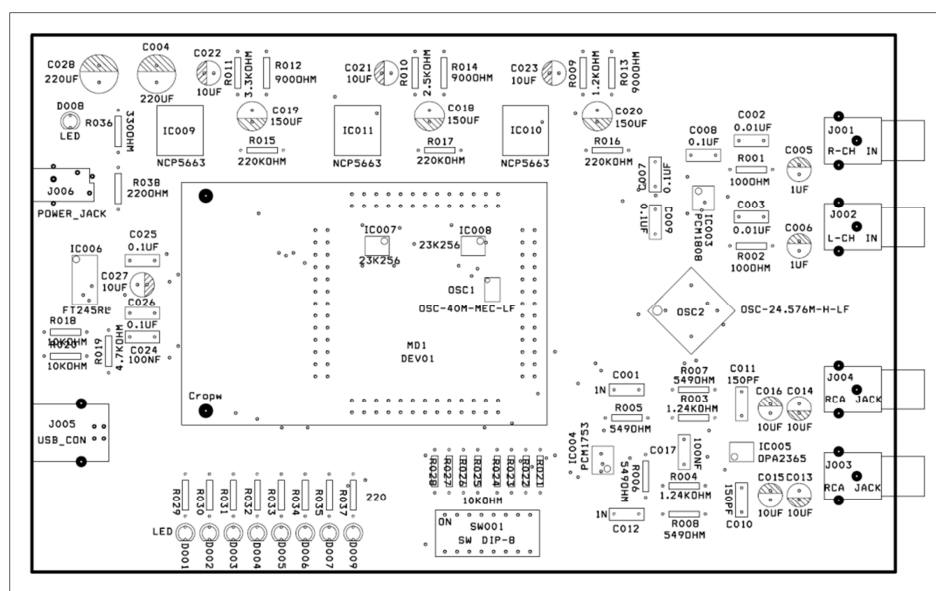 C028
220UF
C004
220UF
C022
10UF
R011
3.3KOHM
R012
900OHM
C019
150UF
C021
10UF
R010
2.5KOHM
R014
900OHM
C018
150UF
C023
10UF
R009
1.2KOHM
R013
900OHM
C020
150UF
D008
LED
R036
330OHM
IC009
NCP5663
R015
220KOHM
IC011
NCP5663
R017
220KOHM
IC010
NCP5663
R016
220KOHM
C002
0.01UF
C008
0.1UF
R001
100OHM
C005
1UF
J001
R-CH IN
J006
POWER_JACK
R038
220OHM
C007
0.1UF
C009
0.1UF
IC003
PCM1808
C003
0.01UF
R002
100OHM
C006
1UF
J002
L-CH IN
IC006
FT245RL
C025
0.1UF
C027
10UF
C026
0.1UF
C024
100NF
R018
10KOHM
R020
10KOHM
R019
4.7KOHM
IC007
23K256
IC008
23K256
OSC1
OSC-40M-MEC-LF
MD1
DEV01
Cropw
OSC2
OSC-24.576M-H-LF
C001
1N
R007
549OHM
R003
1.24KOHM
R005
549OHM
C011
150PF
C016
10UF
C014
10UF
J004
RCA JACK
J005
USB_CON
IC004
PCM1753
C017
100NF
R006
549OHM
R004
1.24KOHM
IC005
OPA2365
1N
C012
R008
549OHM
150PF
C010
C015
10UF
C013
10UF
J003
RCA JACK
R029
R030
R031
R032
R033
R034
R035
R037
220
R028
R027
R026
R025
R024
R023
R022
R021
10KOHM
ON
SW001
SW DIP-8
LED
D001
D002
D003
D004
D005
D006
D007
D009